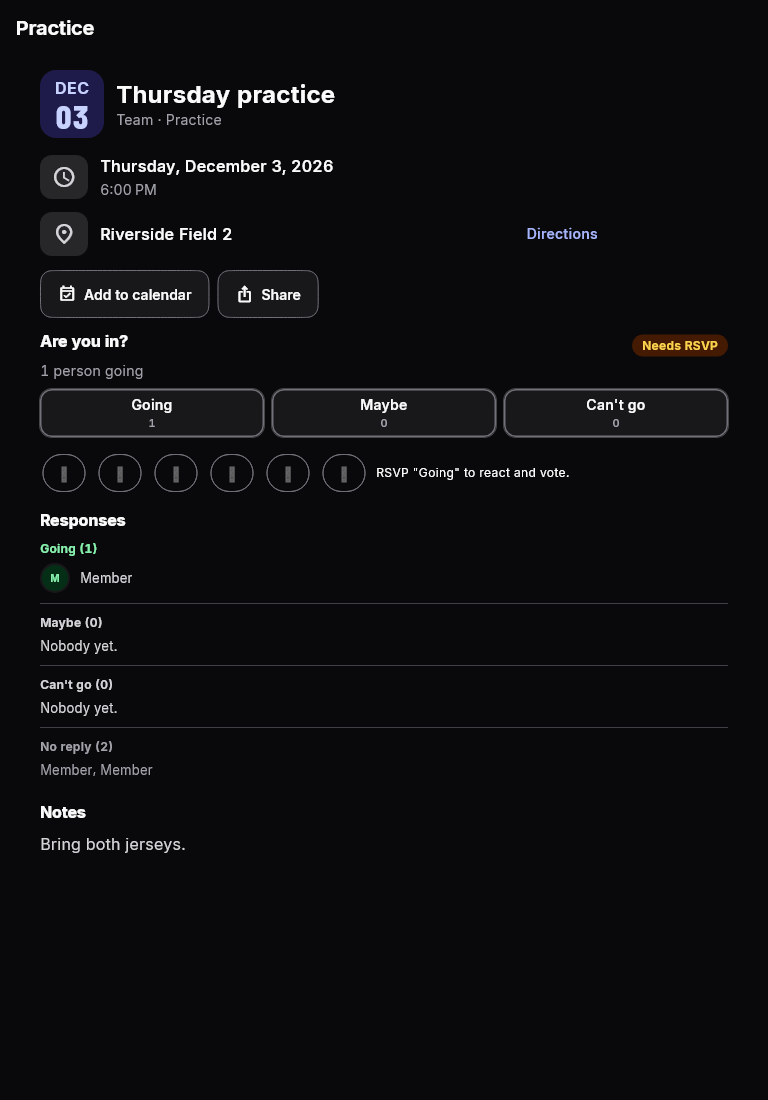 Practice
DEC
03
Thursday practice
Team · Practice
Thursday, December 3, 2026
6:00 PM
Riverside Field 2
Directions
Add to calendar
Share
Are you in?
Needs RSVP
1 person going
Going
1
Maybe
0
Can't go
0
RSVP "Going" to react and vote.
Responses
Going (1)
M
Member
Maybe (0)
Nobody yet.
Can't go (0)
Nobody yet.
No reply (2)
Member, Member
Notes
Bring both jerseys.